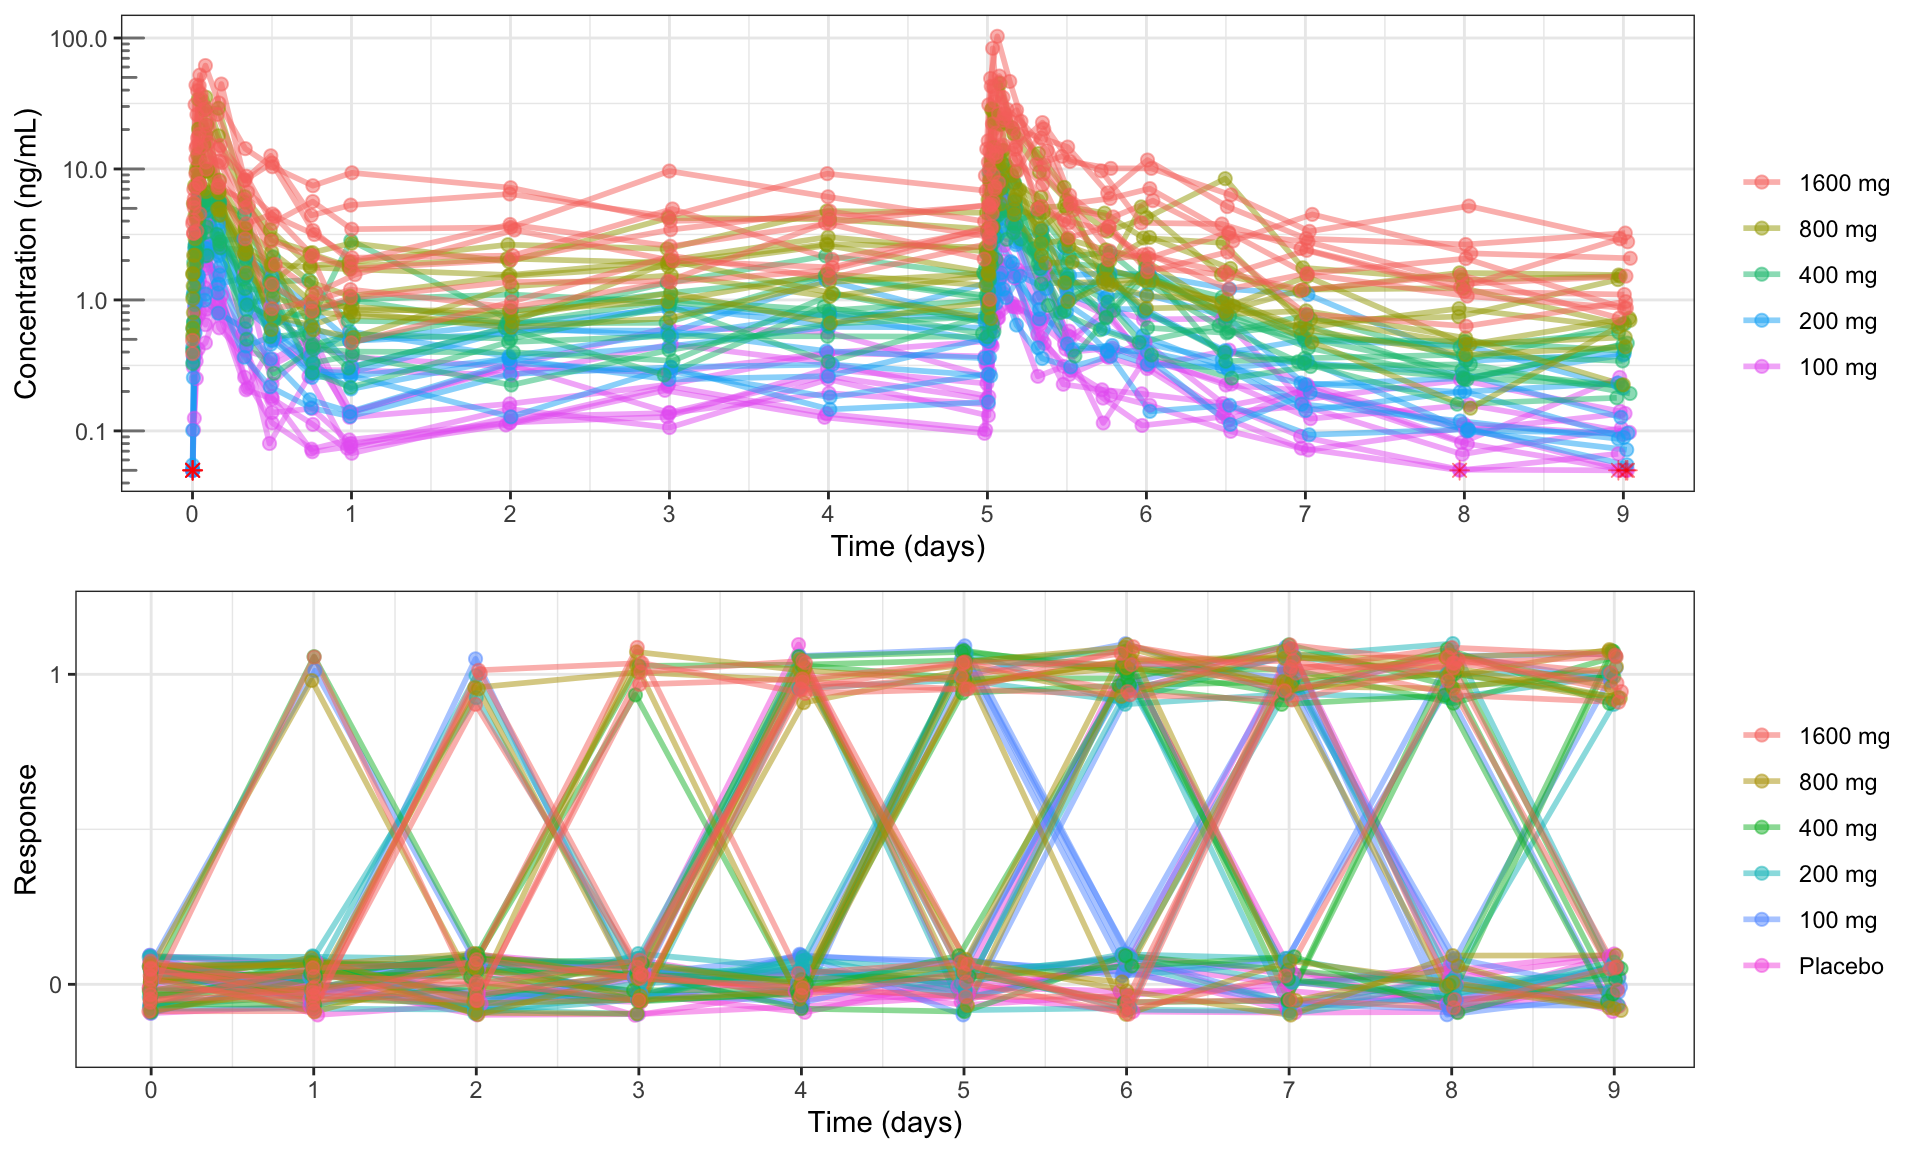 100.0
10.0
1.0
0.1
Concentration (ng/mL)
0 1 2 3 4 5 6 7 8 9
Time (days)
1600 mg
800 mg
400 mg
200 mg
100 mg
1
0
Response
0 1 2 3 4 5 6 7 8 9
Time (days)
1600 mg
800 mg
400 mg
200 mg
100 mg
Placebo